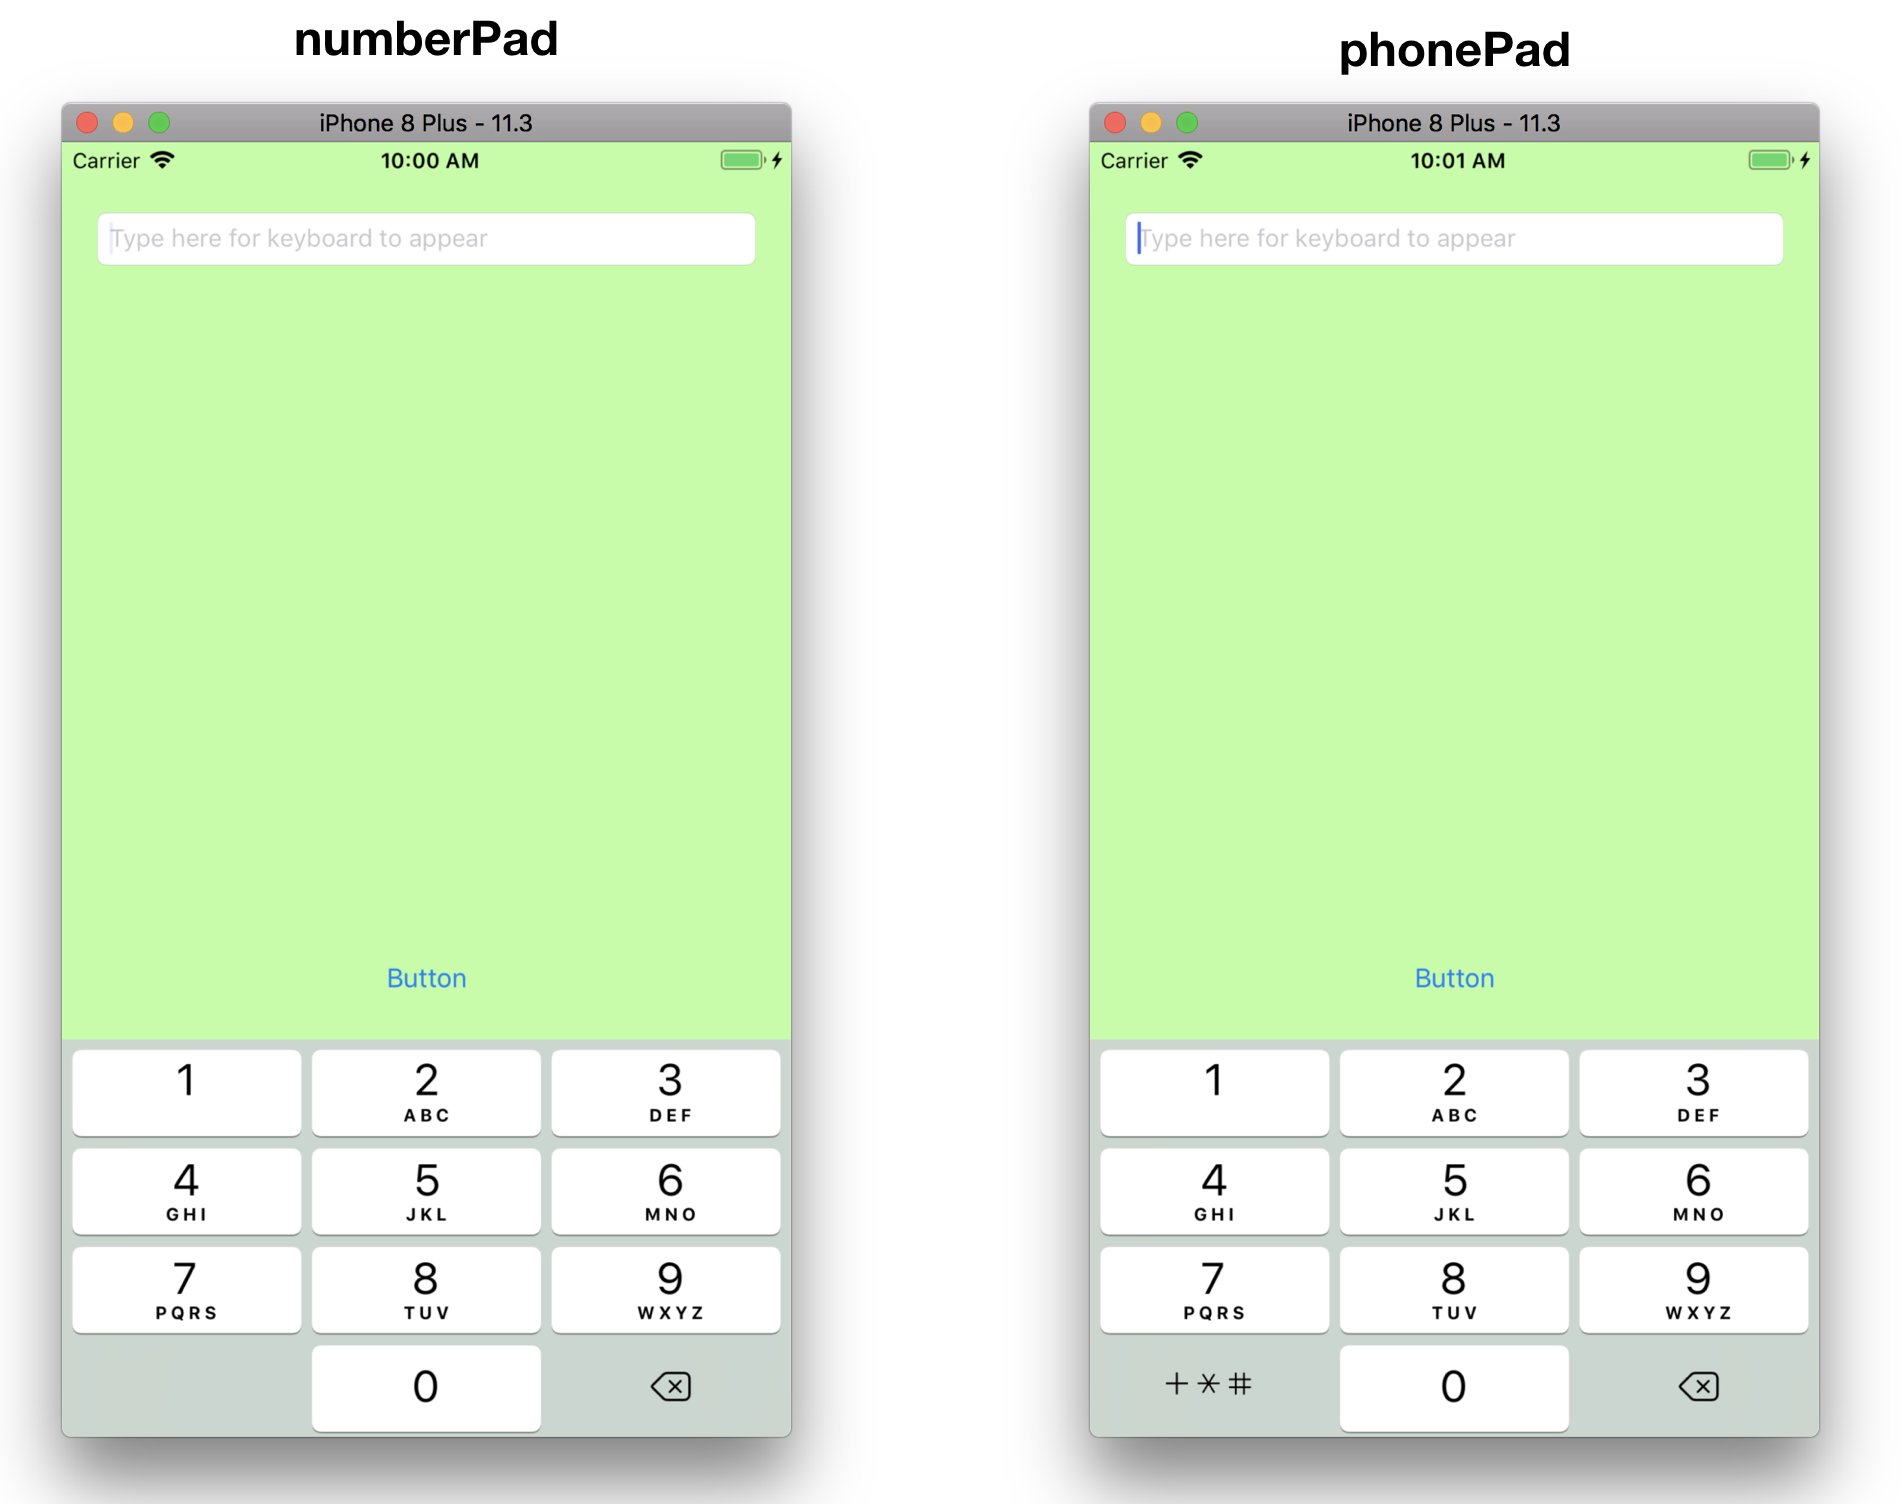 numberPad
iPhone 8 Plus - 11.3
Carrier 10:00 AM
Type here for keyboard to appear
Button
1 2 3
ABC DEF
4 5 6
GHI JKL MNO
7 8 9
PQRS TUV WXYZ
0
phonePad
iPhone 8 Plus - 11.3
Carrier 10:01 AM
Type here for keyboard to appear
Button
1 2 3
ABC DEF
4 5 6
GHI JKL MNO
7 8 9
PQRS TUV WXYZ
+*# 0